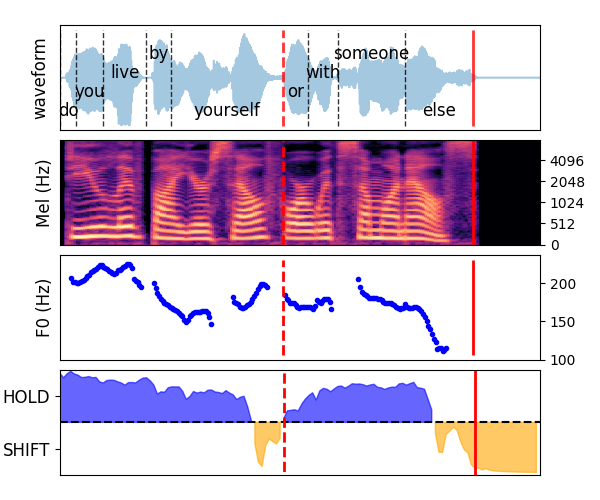 waveform
do you live by yourself or with someone else
Mel (Hz)
4096
2048
1024
512
0
F0 (Hz)
200
150
100
HOLD
SHIFT